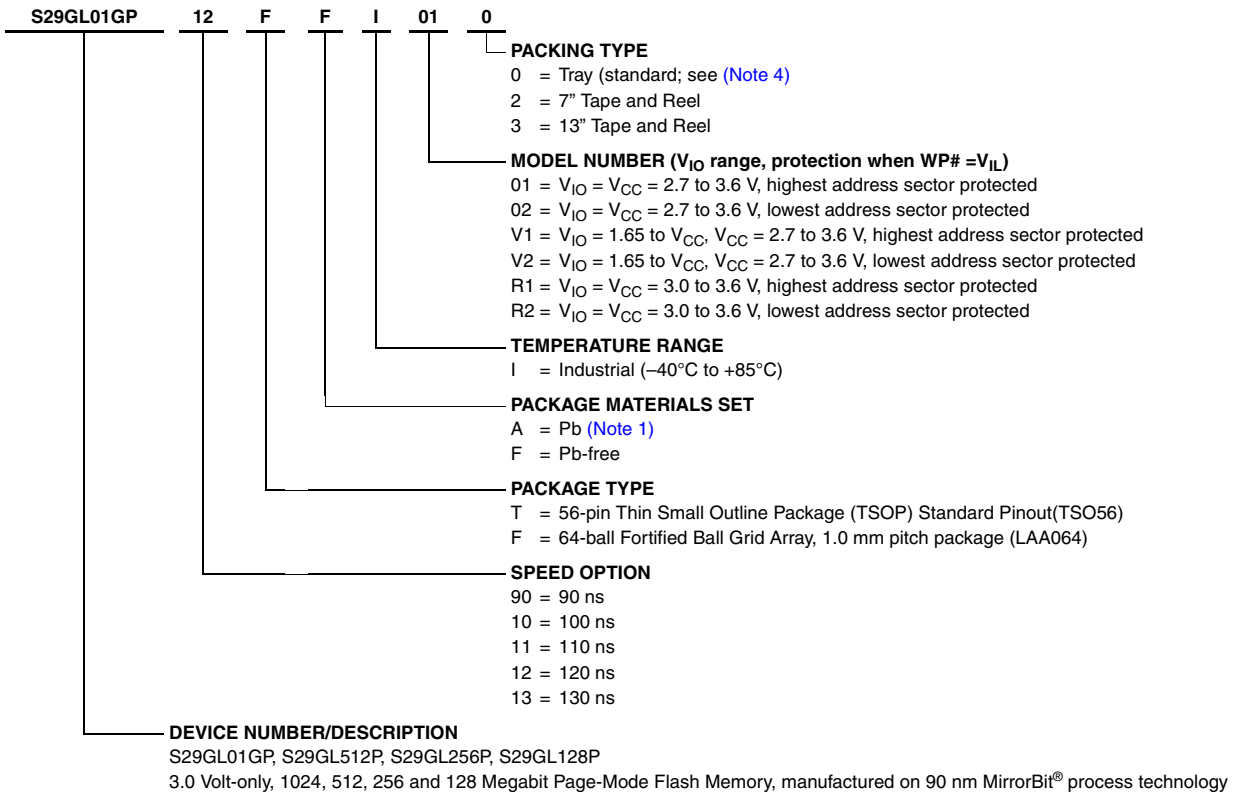 S29GL01GP 12 F F I 01 0
PACKING TYPE
0 = Tray (standard; see (Note 4)
2 = 7” Tape and Reel
3 = 13” Tape and Reel
MODEL NUMBER (VIO range, protection when WP# =VIL)
01 = VIO = VCC = 2.7 to 3.6 V, highest address sector protected
02 = VIO = VCC = 2.7 to 3.6 V, lowest address sector protected
V1 = VIO = 1.65 to VCC, VCC = 2.7 to 3.6 V, highest address sector protected
V2 = VIO = 1.65 to VCC, VCC = 2.7 to 3.6 V, lowest address sector protected
R1 = VIO = VCC = 3.0 to 3.6 V, highest address sector protected
R2 = VIO = VCC = 3.0 to 3.6 V, lowest address sector protected
TEMPERATURE RANGE
I = Industrial (–40°C to +85°C)
PACKAGE MATERIALS SET
A = Pb (Note 1)
F = Pb-free
PACKAGE TYPE
T = 56-pin Thin Small Outline Package (TSOP) Standard Pinout(TSO56)
F = 64-ball Fortified Ball Grid Array, 1.0 mm pitch package (LAA064)
SPEED OPTION
90 = 90 ns
10 = 100 ns
11 = 110 ns
12 = 120 ns
13 = 130 ns
DEVICE NUMBER/DESCRIPTION
S29GL01GP, S29GL512P, S29GL256P, S29GL128P
3.0 Volt-only, 1024, 512, 256 and 128 Megabit Page-Mode Flash Memory, manufactured on 90 nm MirrorBit® process technology